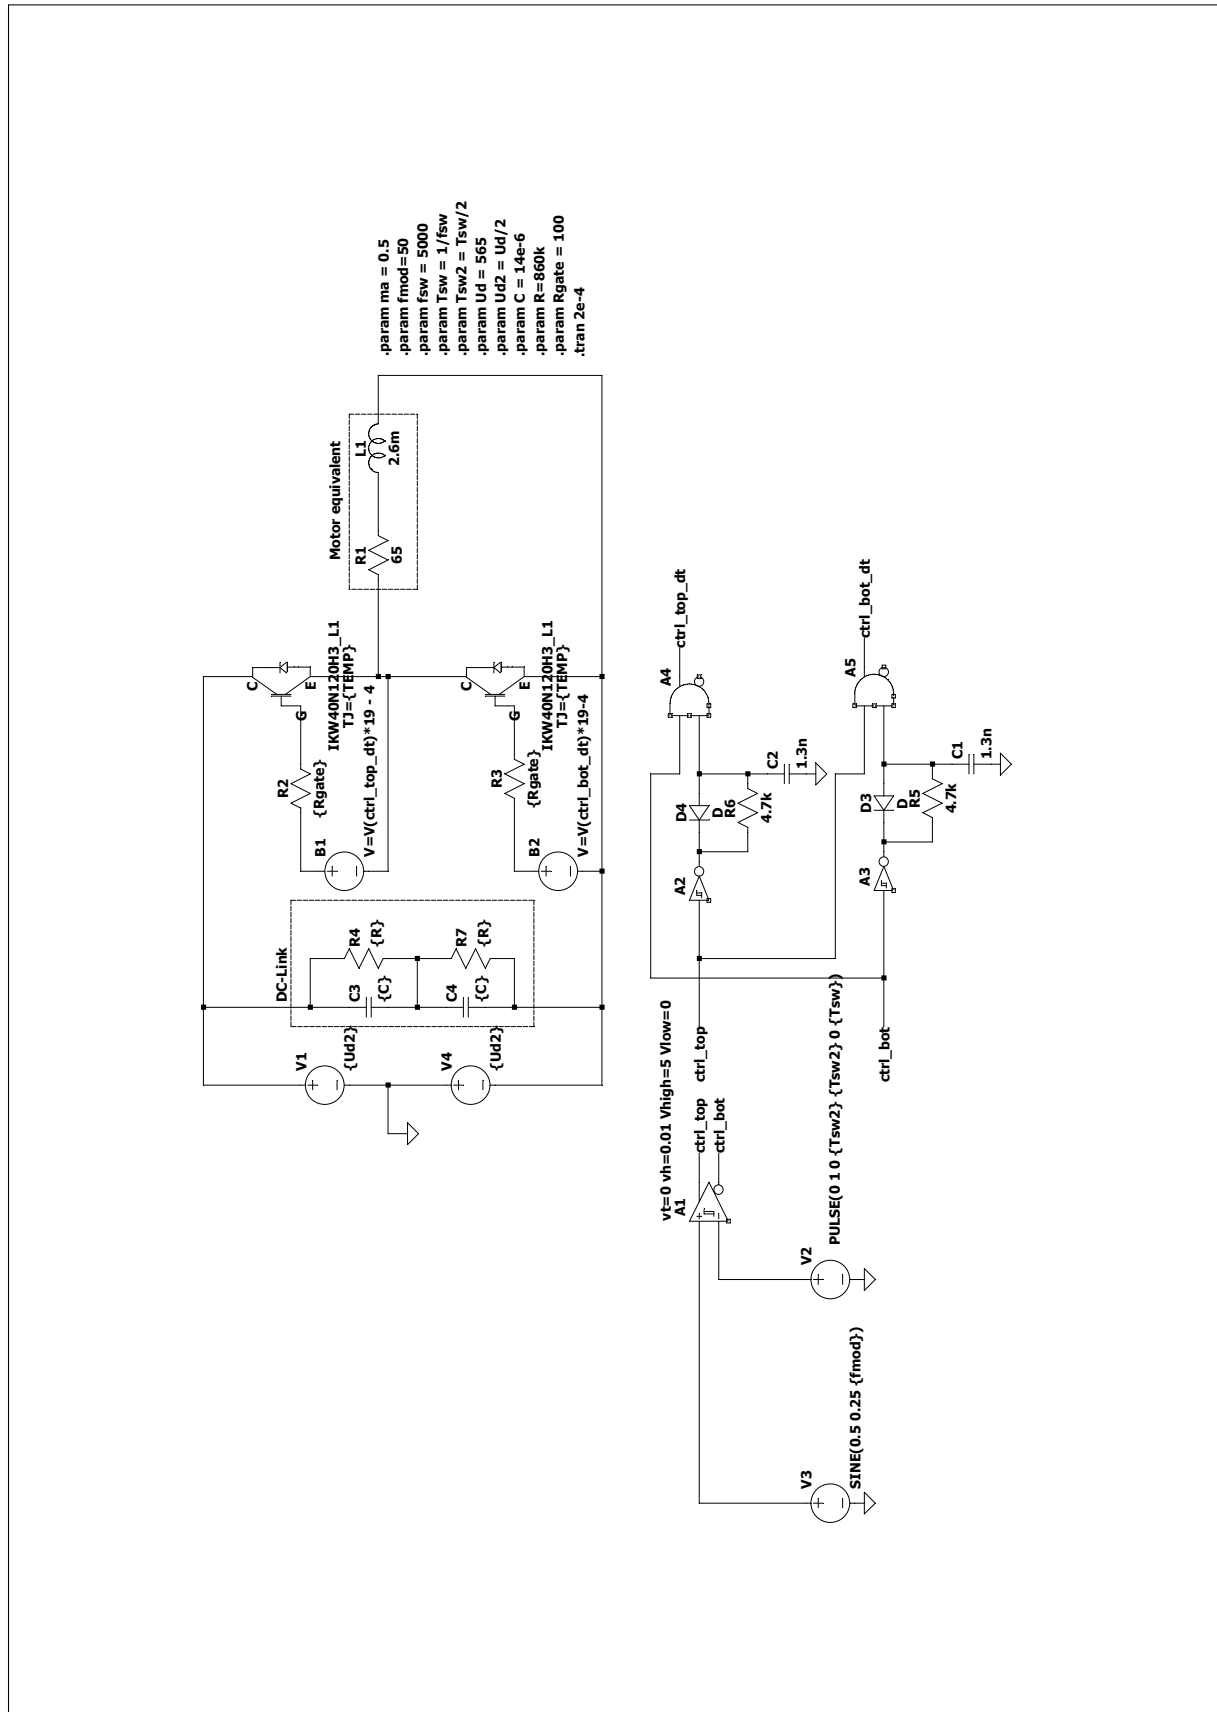 .param ma = 0.5
.param fmod=50
.param fsw = 5000
.param Tsw = 1/fsw
.param Tsw2 = Tsw/2
.param Ud = 565
.param Ud2 = Ud/2
.param C = 14e-6
.param R=860k
.param Rgate = 100
.tran 2e-4
Motor equivalent
R1
65
L1
2.6m
C
E
G
IKW40N120H3_L1
TJ={TEMP}
R2
{Rgate}
B1
V=V(ctrl_top_dt)*19 - 4
C
E
G
IKW40N120H3_L1
TJ={TEMP}
R3
{Rgate}
B2
V=V(ctrl_bot_dt)*19-4
DC-Link
C3
{C}
R4
{R}
C4
{C}
R7
{R}
V1
{Ud2}
V4
{Ud2}
vt=0 vh=0.01 Vhigh=5 Vlow=0
A1
ctrl_top
ctrl_bot
ctrl_top
ctrl_bot
V2
PULSE(0 1 0 {Tsw2} {Tsw2} 0 {Tsw})
V3
SINE(0.5 0.25 {fmod})
A2
D4
D
R6
4.7k
C2
1.3n
A4
ctrl_top_dt
A3
D3
D
R5
4.7k
C1
1.3n
A5
ctrl_bot_dt